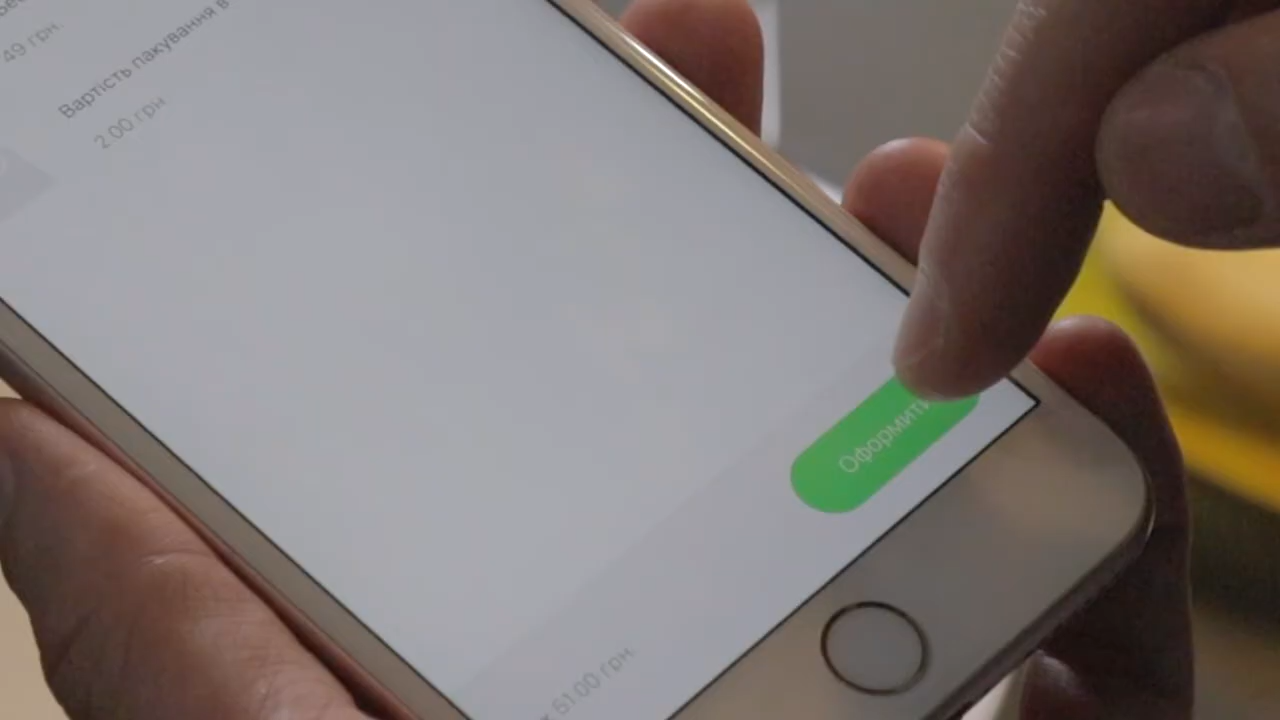 49 грн
Вартість пакування в
2.00 грн
Оформити
51.00 грн